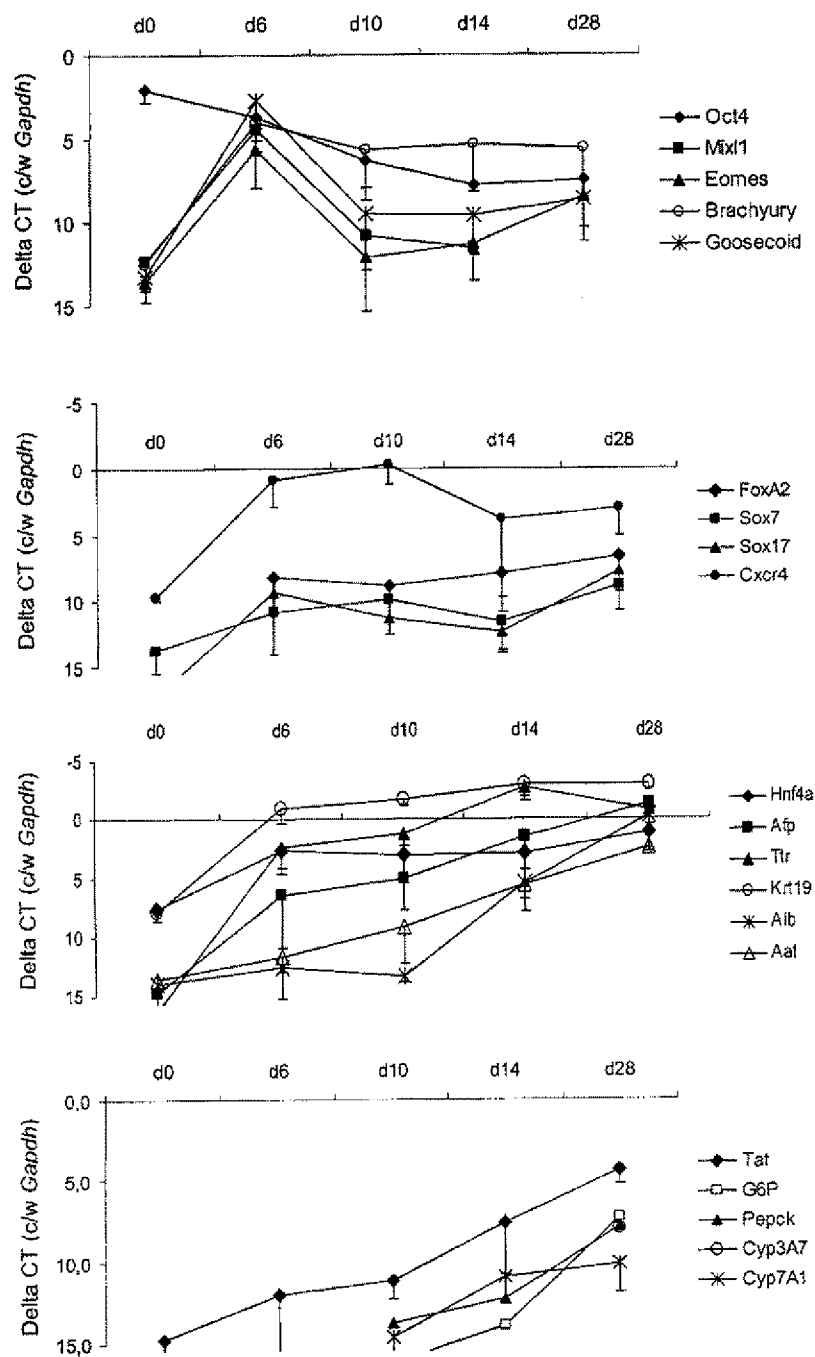 d0 d6 d10 d14 d28
0
5
10
15
Delta CT (c/w Gapdh)
Oct4
Mixl1
Eomes
Brachyury
Goosecoid
-5
d0 d6 d10 d14 d28
0
5
10
15
Delta CT (c/w Gapdh)
FoxA2
Sox7
Sox17
Cxcr4
d0 d6 d10 d14 d28
-5
0
5
10
15
Delta CT (c/w Gapdh)
Hnf4a
Afp
Ttr
Krt19
Alb
Aat
d0 d6 d10 d14 d28
0,0
5,0
10,0
15,0
Delta CT (c/w Gapdh)
Tat
G6P
Pepck
Cyp3A7
Cyp7A1